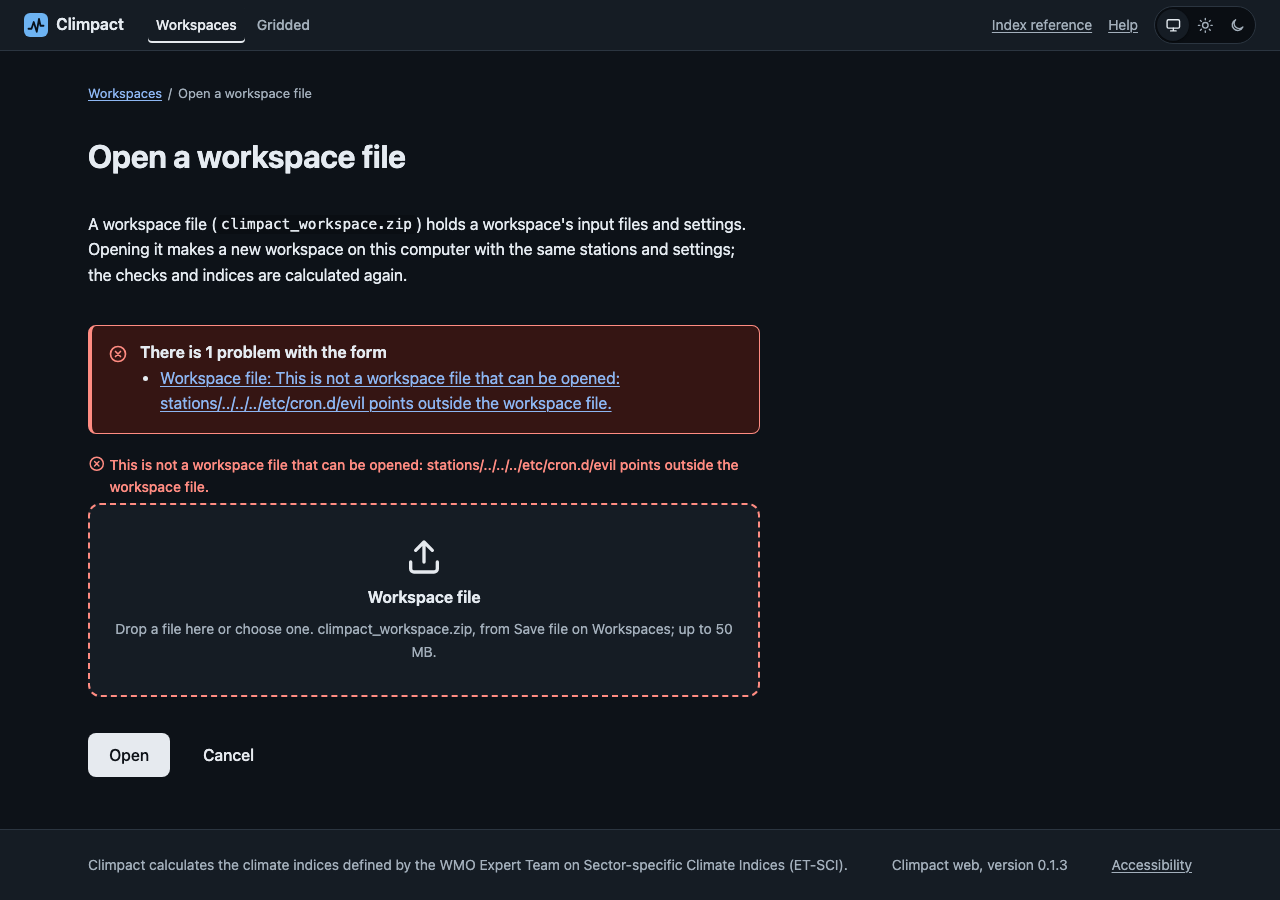 Climpact
Workspaces
Gridded
Index reference
Help
Workspaces / Open a workspace file
Open a workspace file
A workspace file ( climpact_workspace.zip ) holds a workspace's input files and settings.
Opening it makes a new workspace on this computer with the same stations and settings;
the checks and indices are calculated again.
There is 1 problem with the form
• Workspace file: This is not a workspace file that can be opened:
stations/../../../etc/cron.d/evil points outside the workspace file.
This is not a workspace file that can be opened: stations/../../../etc/cron.d/evil points outside the
workspace file.
Workspace file
Drop a file here or choose one. climpact_workspace.zip, from Save file on Workspaces; up to 50
MB.
Open
Cancel
Climpact calculates the climate indices defined by the WMO Expert Team on Sector-specific Climate Indices (ET-SCI).
Climpact web, version 0.1.3
Accessibility